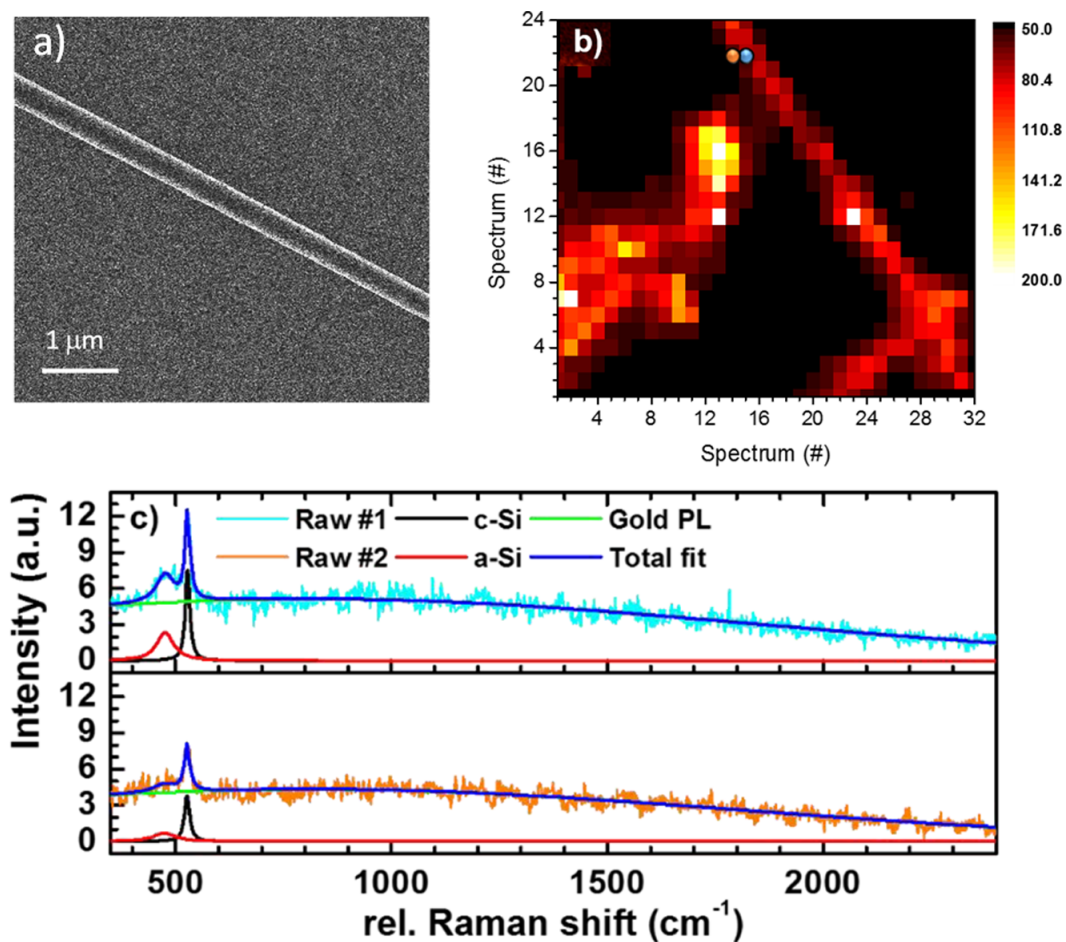 a)
1 μm
b)
Spectrum (#)
24
20
16
12
8
4
4 8 12 16 20 24 28 32
Spectrum (#)
50.0
80.4
110.8
141.2
171.6
200.0
c)
Raw #1 c-Si Gold PL
Raw #2 a-Si Total fit
Intensity (a.u.)
12
9
6
3
0
12
9
6
3
0
500 1000 1500 2000
rel. Raman shift (cm⁻¹)